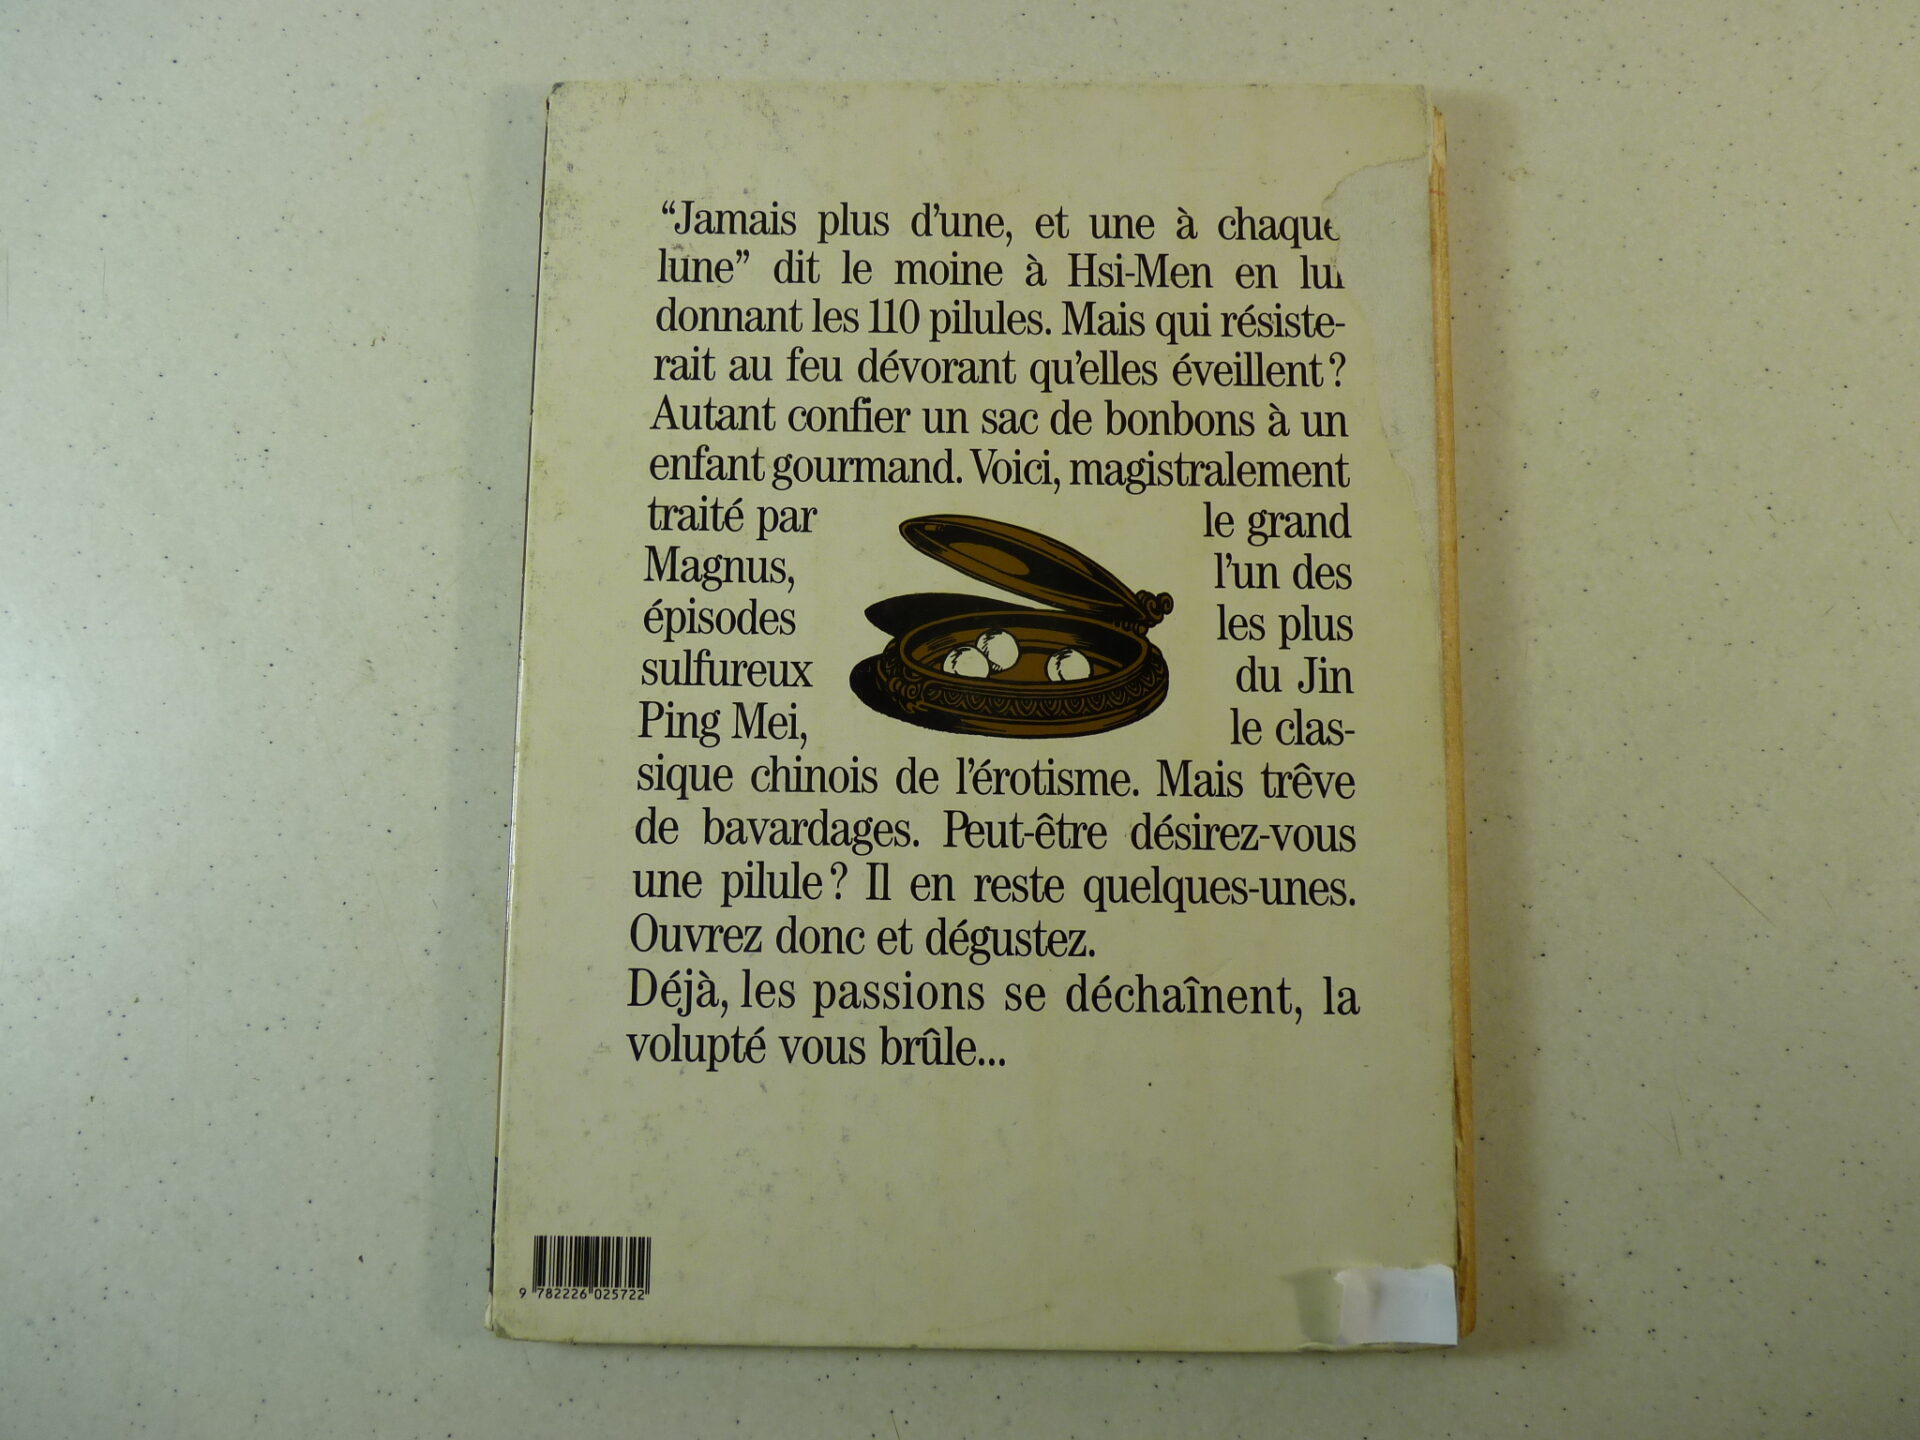 “Jamais plus d’une, et une à chaque
lune” dit le moine à Hsi-Men en lui
donnant les 110 pilules. Mais qui résiste-
rait au feu dévorant qu’elles éveillent ?
Autant confier un sac de bonbons à un
enfant gourmand. Voici, magistralement
traité par le grand
Magnus, l’un des
épisodes les plus
sulfureux du Jin
Ping Mei, le clas-
sique chinois de l’érotisme. Mais trêve
de bavardages. Peut-être désirez-vous
une pilule ? Il en reste quelques-unes.
Ouvrez donc et dégustez.
Déjà, les passions se déchaînent, la
volupté vous brûle...
9 782226 025722